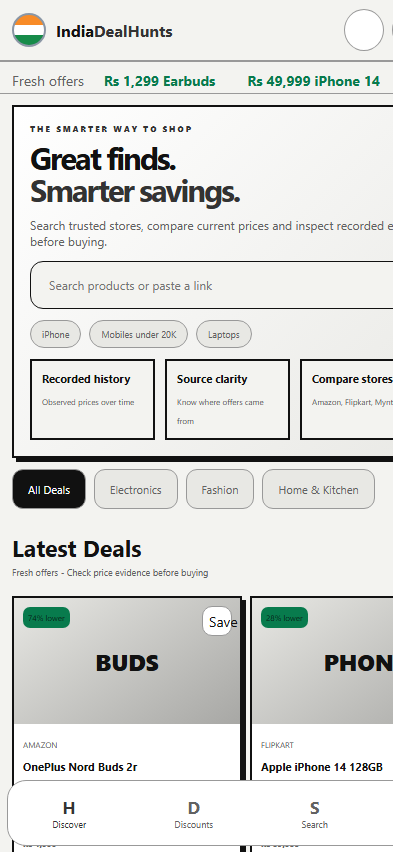 IndiaDealHunts
Fresh offers Rs 1,299 Earbuds Rs 49,999 iPhone 14
THE SMARTER WAY TO SHOP
Great finds.
Smarter savings.
Search trusted stores, compare current prices and inspect recorded
before buying.
Search products or paste a link
iPhone Mobiles under 20K Laptops
Recorded history
Observed prices over time
Source clarity
Know where offers came
from
Compare stores
Amazon, Flipkart,
All Deals Electronics Fashion Home & Kitchen
Latest Deals
Fresh offers - Check price evidence before buying
74% lower
Save
BUDS
AMAZON
OnePlus Nord Buds 2r
28% lower
PHON
FLIPKART
Apple iPhone 14 128GB
H
Discover
D
Discounts
S
Search